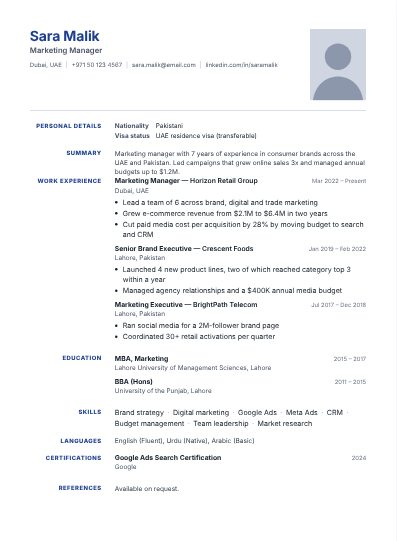 Sara Malik
Marketing Manager
Dubai, UAE | +971 50 123 4567 | sara.malik@email.com | linkedin.com/in/saramalik
PERSONAL DETAILS
Nationality Pakistani
Visa status UAE residence visa (transferable)
SUMMARY
Marketing manager with 7 years of experience in consumer brands across the
UAE and Pakistan. Led campaigns that grew online sales 3x and managed annual
budgets up to $1.2M.
WORK EXPERIENCE
Marketing Manager — Horizon Retail Group Mar 2022 – Present
Dubai, UAE
• Lead a team of 6 across brand, digital and trade marketing
• Grew e-commerce revenue from $2.1M to $6.4M in two years
• Cut paid media cost per acquisition by 28% by moving budget to search
and CRM
Senior Brand Executive — Crescent Foods Jan 2019 – Feb 2022
Lahore, Pakistan
• Launched 4 new product lines, two of which reached category top 3
within a year
• Managed agency relationships and a $400K annual media budget
Marketing Executive — BrightPath Telecom Jul 2017 – Dec 2018
Lahore, Pakistan
• Ran social media for a 2M-follower brand page
• Coordinated 30+ retail activations per quarter
EDUCATION
MBA, Marketing 2015 – 2017
Lahore University of Management Sciences, Lahore
BBA (Hons) 2011 – 2015
University of the Punjab, Lahore
SKILLS
Brand strategy · Digital marketing · Google Ads · Meta Ads · CRM ·
Budget management · Team leadership · Market research
LANGUAGES
English (Fluent), Urdu (Native), Arabic (Basic)
CERTIFICATIONS
Google Ads Search Certification 2024
Google
REFERENCES
Available on request.